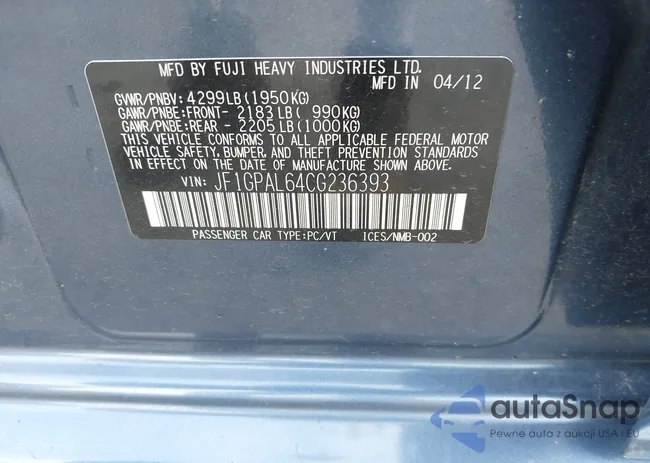 MFD BY FUJI HEAVY INDUSTRIES LTD.
MFD IN 04/12
GVWR/PNBV: 4299LB(1950KG)
GAWR/PNBE:FRONT- 2183LB( 990KG)
GAWR/PNBE:REAR - 2205LB(1000KG)
THIS VEHICLE CONFORMS TO ALL APPLICABLE FEDERAL MOTOR
VEHICLE SAFETY, BUMPER, AND THEFT PREVENTION STANDARDS
IN EFFECT ON THE DATE OF MANUFACTURE SHOWN ABOVE.
VIN: JF1GPAL64CG236393
PASSENGER CAR TYPE:PC/VT ICES/NMB-002
autaSnap
Pewne auta z aukcji USA i EU